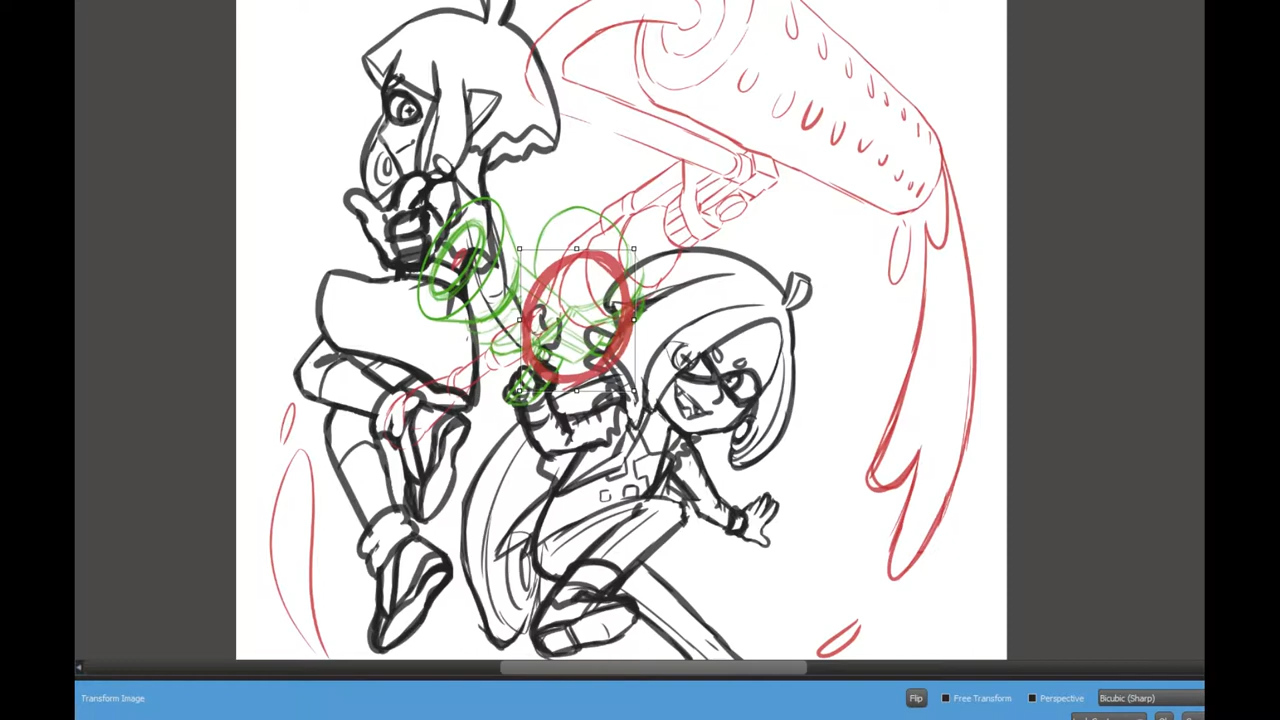 Transform Image
Flip
Free Transform
Perspective
Bicubic (Sharp)